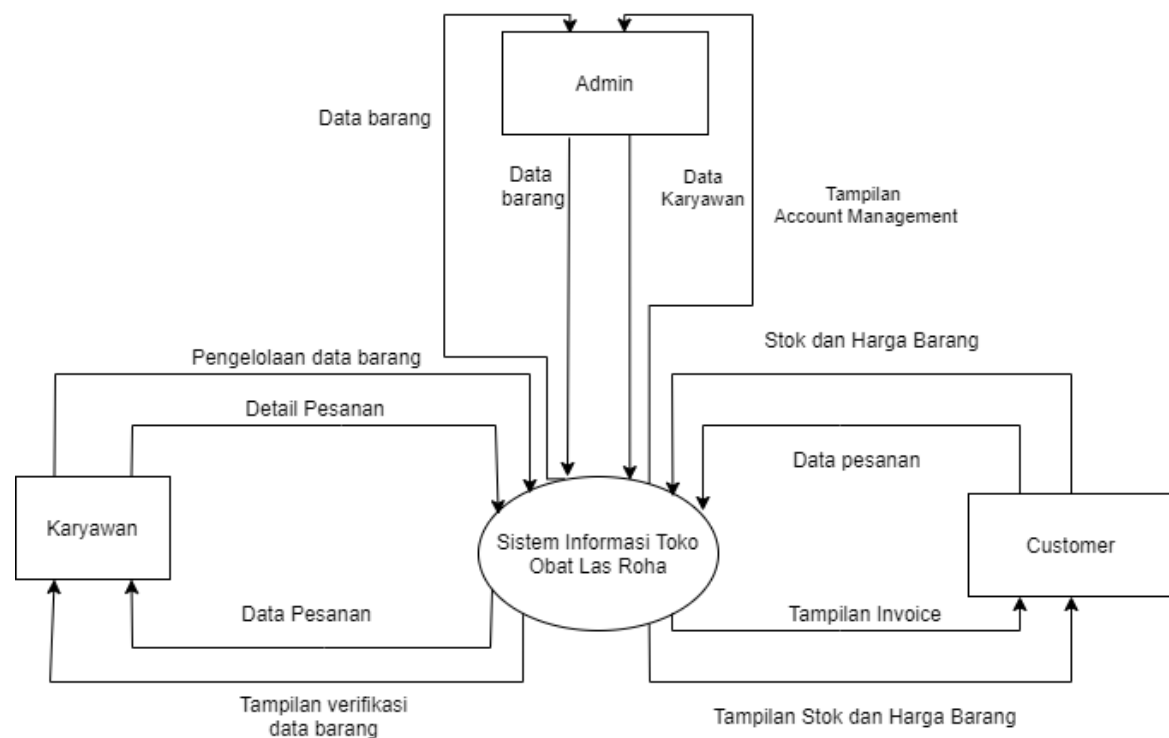 Admin
Data barang
Data
barang
Data
Karyawan
Tampilan
Account Management
Stok dan Harga Barang
Pengelolaan data barang
Detail Pesanan
Data pesanan
Karyawan
Sistem Informasi Toko
Obat Las Roha
Customer
Data Pesanan
Tampilan Invoice
Tampilan verifikasi
data barang
Tampilan Stok dan Harga Barang